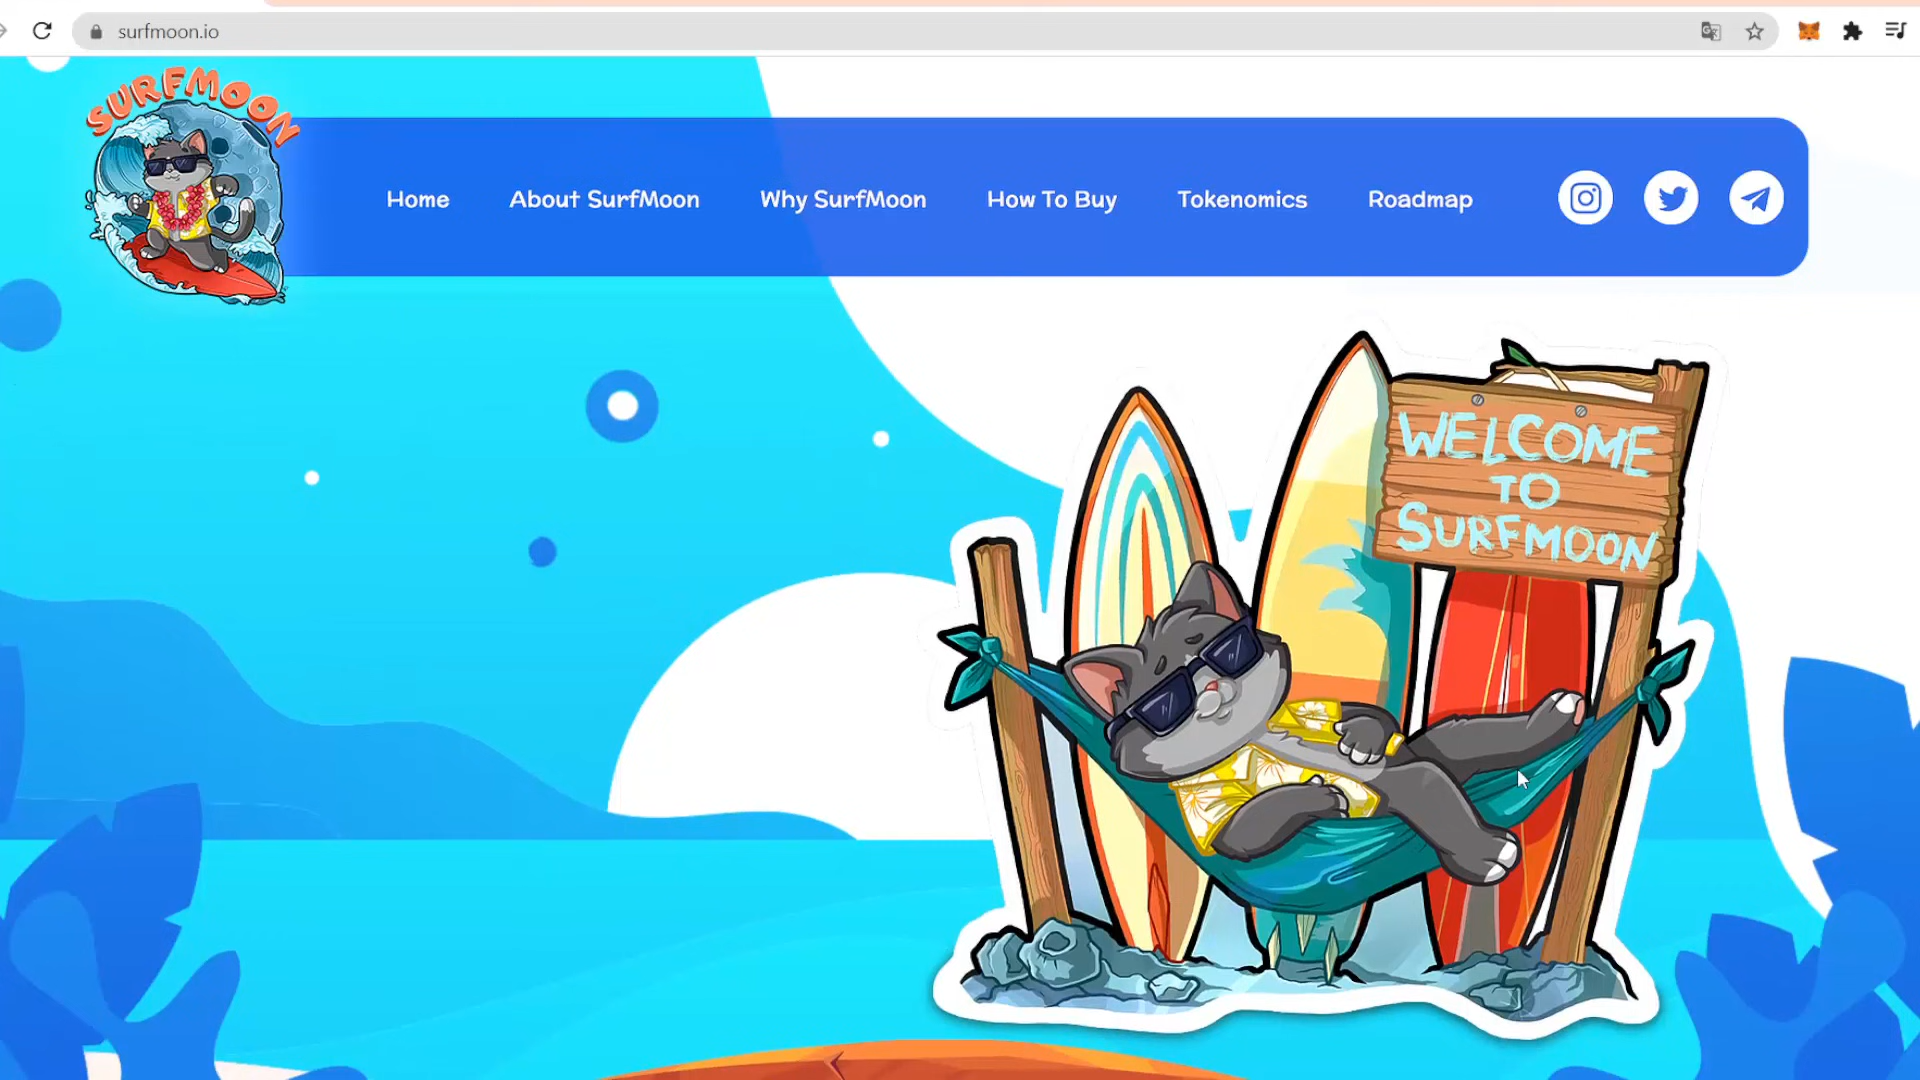 surfmoon.io
SURFMOON
Home
About SurfMoon
Why SurfMoon
How To Buy
Tokenomics
Roadmap
WELCOME
TO
SURFMOON